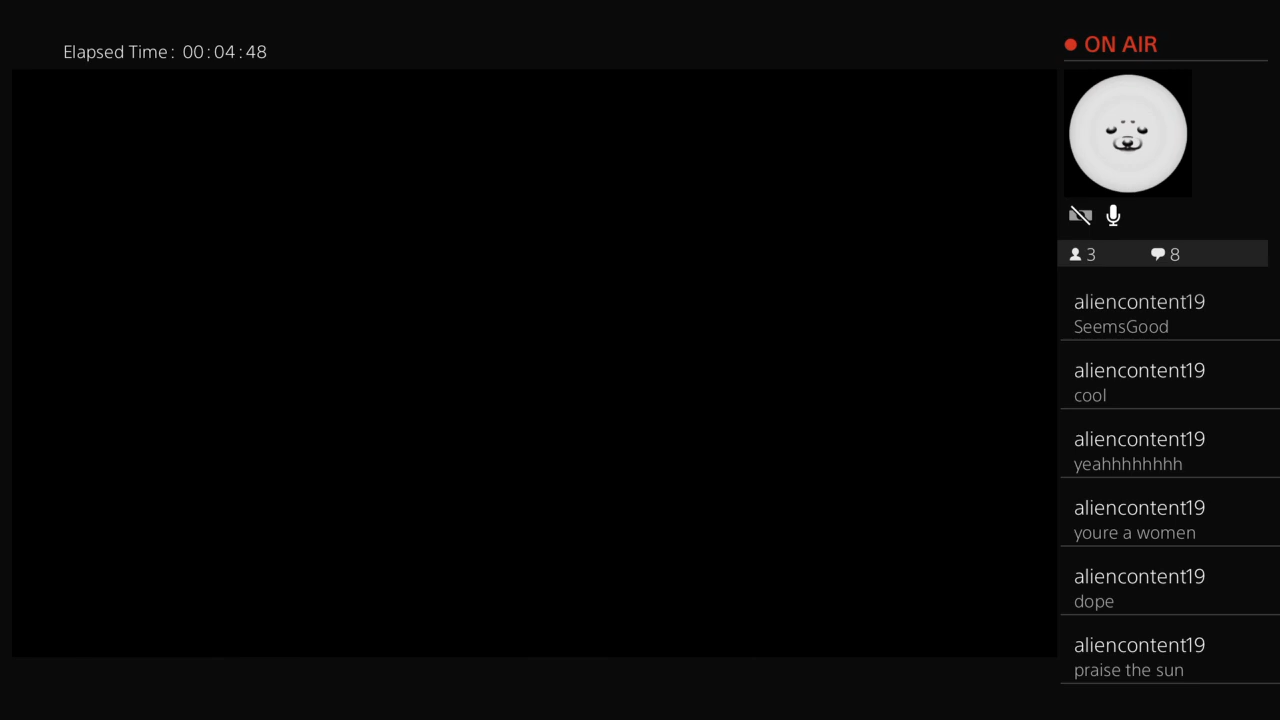 Elapsed Time: 00:04:48
ON AIR
3 8
aliencontent19
SeemsGood
aliencontent19
cool
aliencontent19
yeahhhhhhhh
aliencontent19
youre a women
aliencontent19
dope
aliencontent19
praise the sun